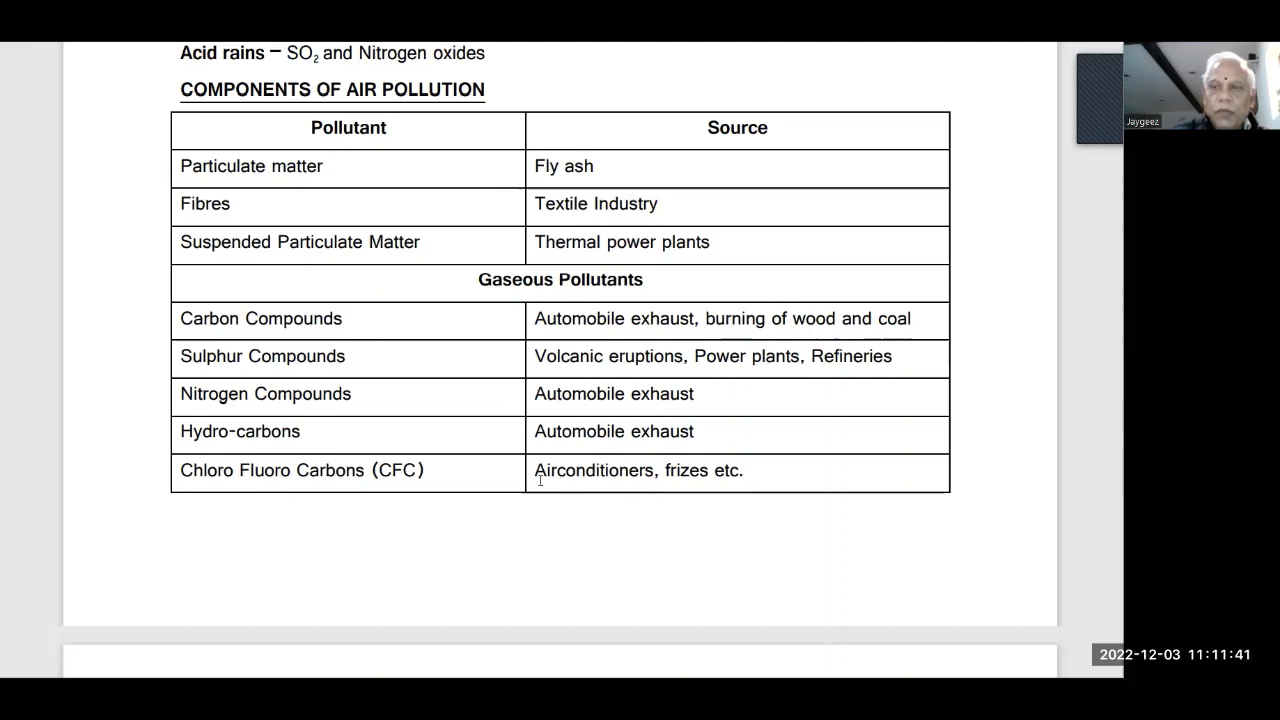 Acid rains – SO₂ and Nitrogen oxides
COMPONENTS OF AIR POLLUTION
Pollutant Source
Particulate matter Fly ash
Fibres Textile Industry
Suspended Particulate Matter Thermal power plants
Gaseous Pollutants
Carbon Compounds Automobile exhaust, burning of wood and coal
Sulphur Compounds Volcanic eruptions, Power plants, Refineries
Nitrogen Compounds Automobile exhaust
Hydro-carbons Automobile exhaust
Chloro Fluoro Carbons (CFC) Airconditioners, frizes etc.
Jaygeez
2022-12-03 11:11:41